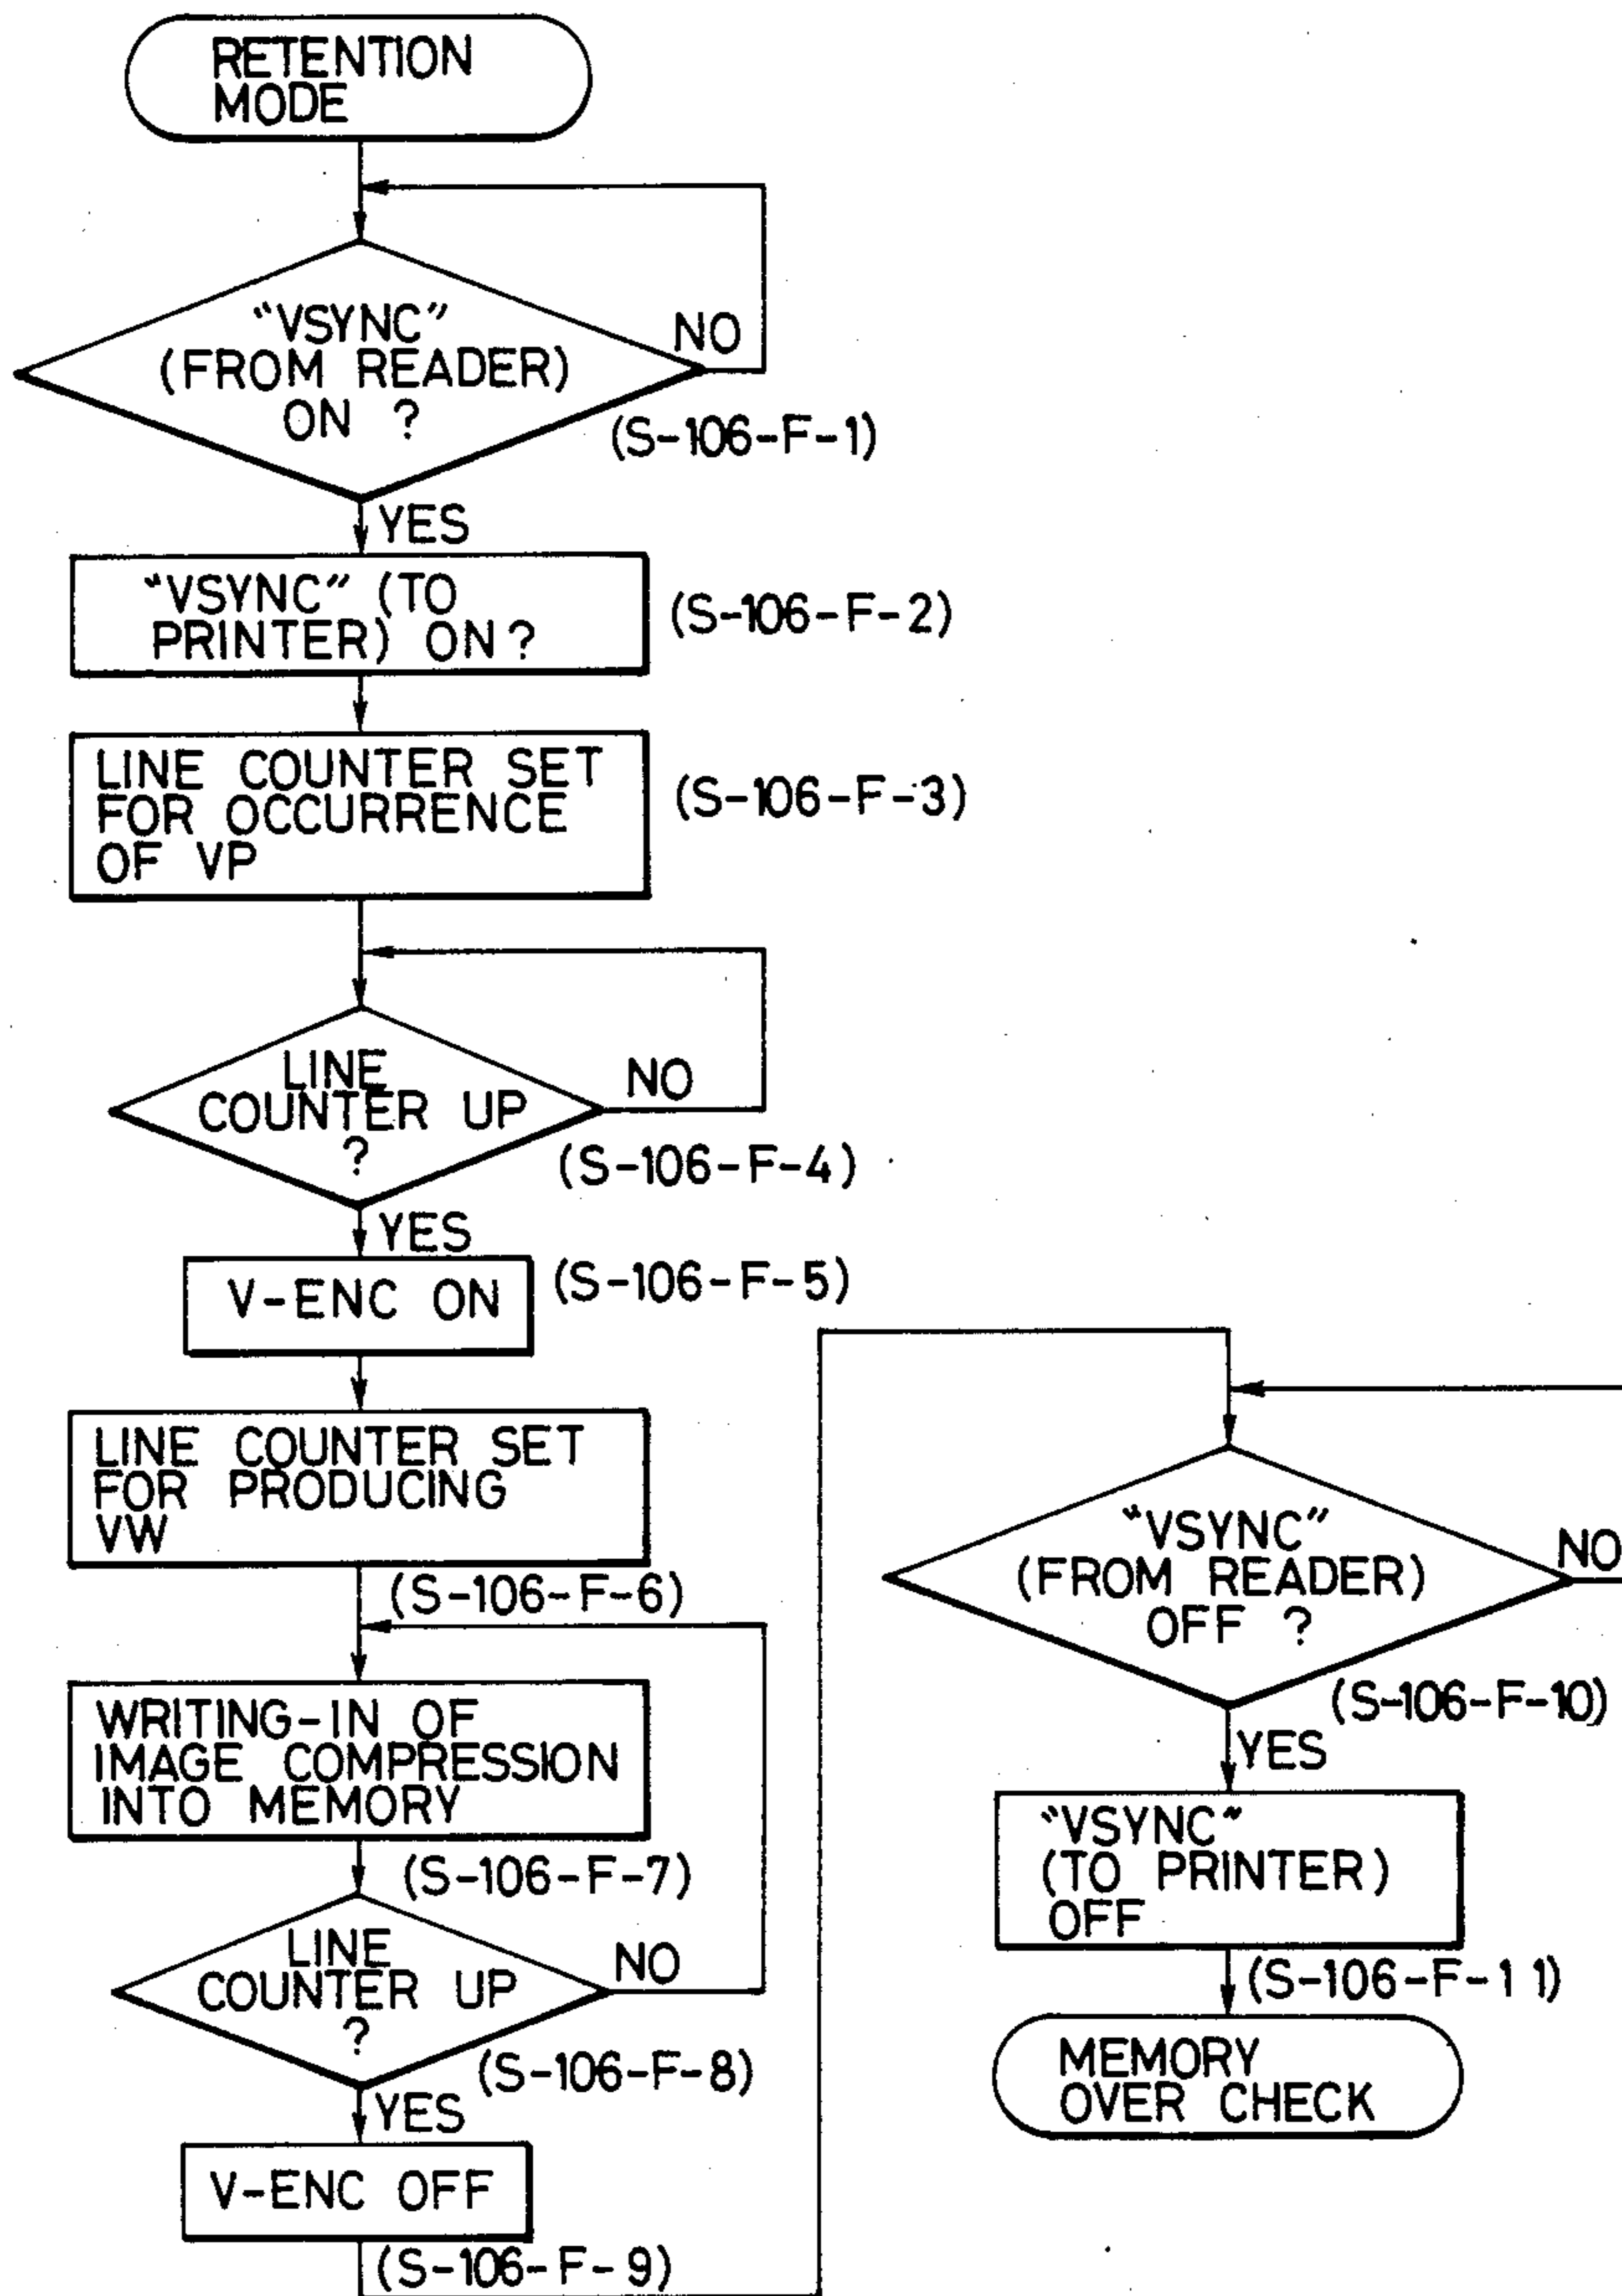 RETENTION
MODE
"VSYNC"
(FROM READER)
ON ?
NO
(S-106-F-1)
YES
"VSYNC" (TO
PRINTER) ON?
(S-106-F-2)
LINE COUNTER SET
FOR OCCURRENCE
OF VP
(S-106-F-3)
LINE
COUNTER UP
?
NO
(S-106-F-4)
YES
V-ENC ON
(S-106-F-5)
LINE COUNTER SET
FOR PRODUCING
VW
(S-106-F-6)
WRITING-IN OF
IMAGE COMPRESSION
INTO MEMORY
(S-106-F-7)
LINE
COUNTER UP
?
NO
(S-106-F-8)
YES
V-ENC OFF
(S-106-F-9)
"VSYNC"
(FROM READER)
OFF ?
NO
(S-106-F-10)
YES
"VSYNC"
(TO PRINTER)
OFF
(S-106-F-11)
MEMORY
OVER CHECK